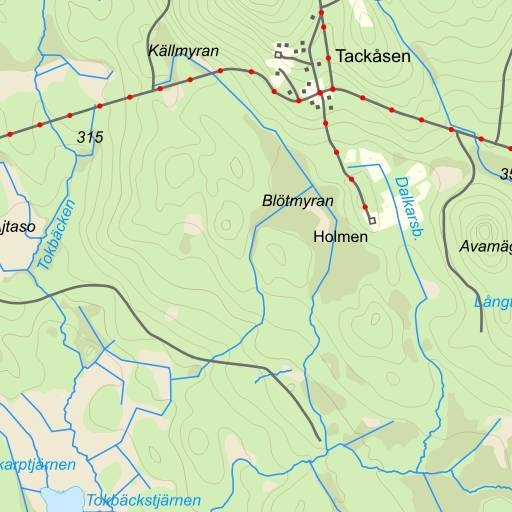 Källmyran
Tackåsen
315
Blötmyran
Dalkarsb.
Tokbäcken
Holmen
Tokbäckstjärnen